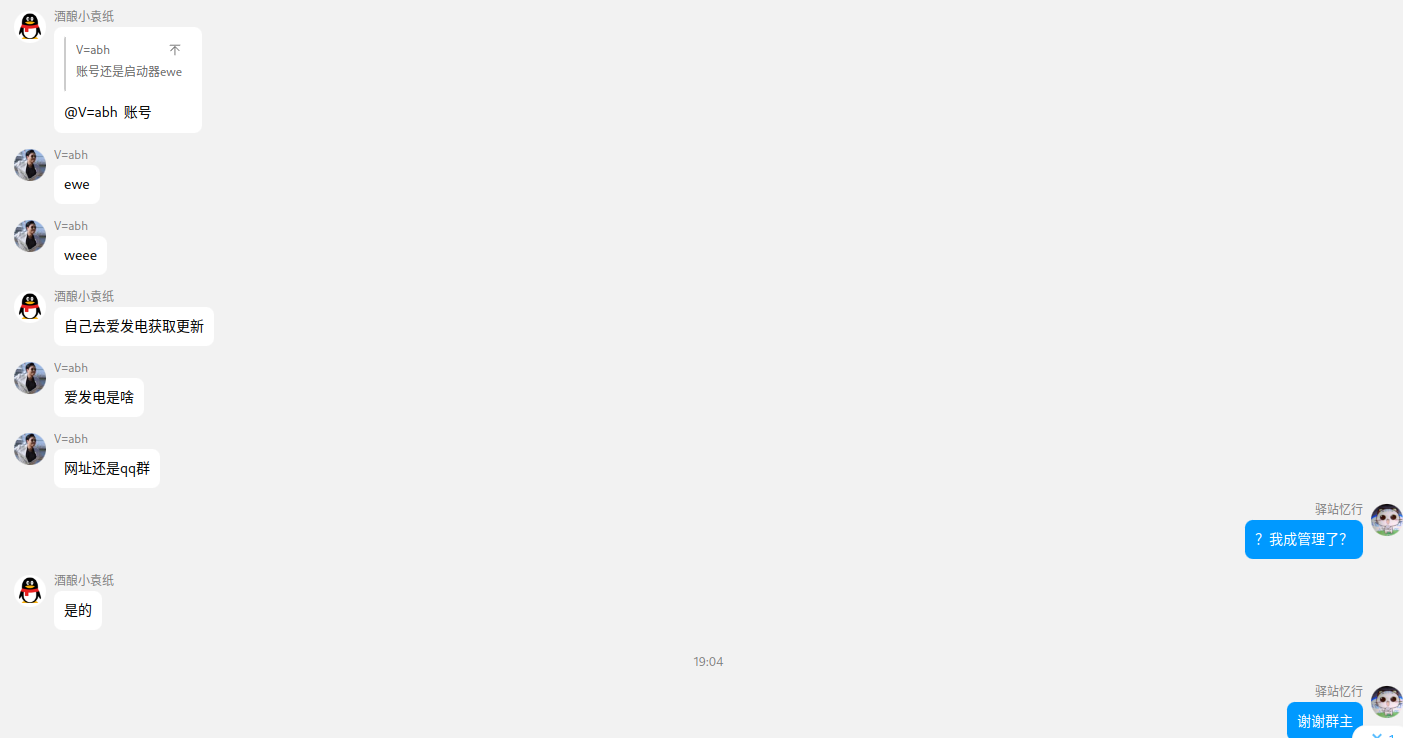 酒酿小袁纸
V=abh
账号还是启动器ewe
@V=abh 账号
V=abh
ewe
V=abh
weee
酒酿小袁纸
自己去爱发电获取更新
V=abh
爱发电是啥
V=abh
网址还是qq群
驿站忆行
？我成管理了？
酒酿小袁纸
是的
19:04
驿站忆行
谢谢群主